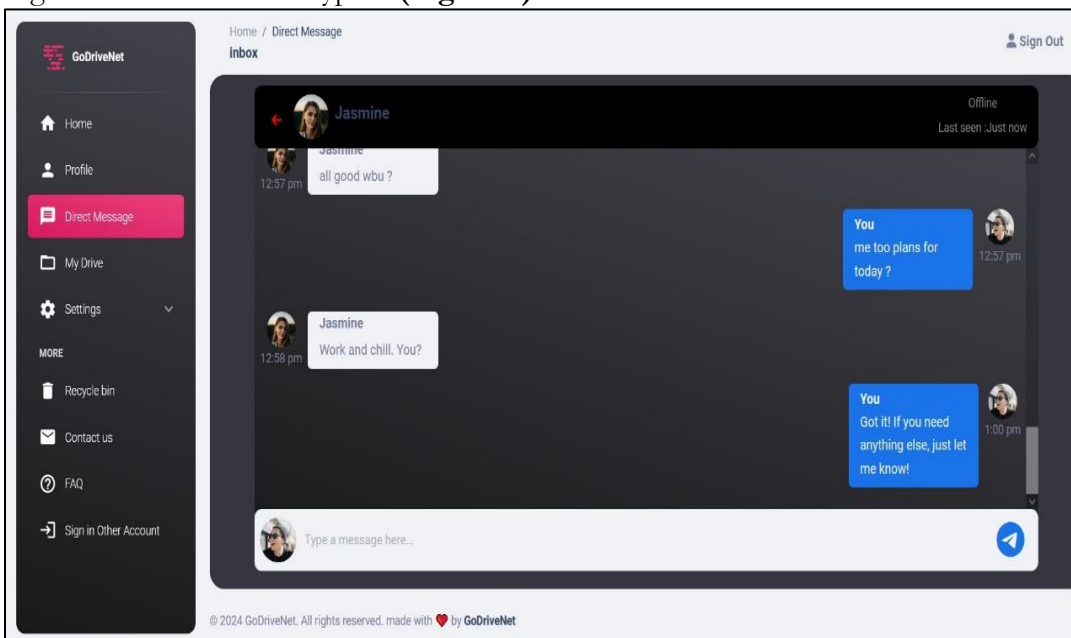 GoDriveNet
Home
Profile
Direct Message
My Drive
Settings
MORE
Recycle bin
Contact us
FAQ
Sign in Other Account
Home / Direct Message
inbox
Sign Out
Jasmine
Offline
Last seen :Just now
Jasmine
all good wbu ?
12:57 pm
You
me too plans for
today ?
12:57 pm
Jasmine
Work and chill. You?
12:58 pm
You
Got it! If you need
anything else, just let
me know!
1:00 pm
Type a message here...
© 2024 GoDriveNet. All rights reserved. made with ❤ by GoDriveNet